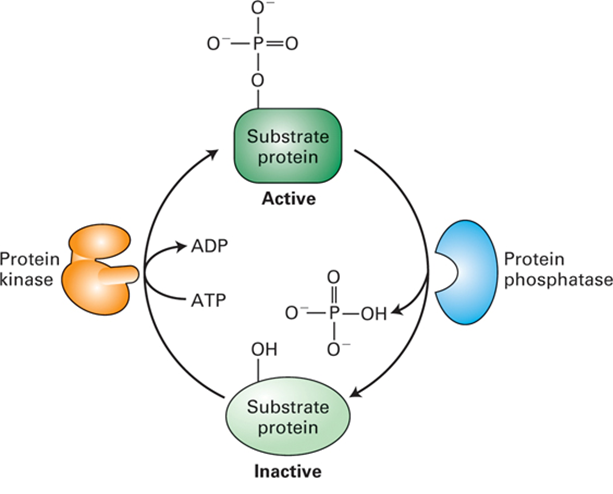 O⁻
O⁻—P=O
O
Substrate
protein
Active
Protein
kinase
ADP
ATP
Protein
phosphatase
O
O⁻—P—OH
O⁻
OH
Substrate
protein
Inactive